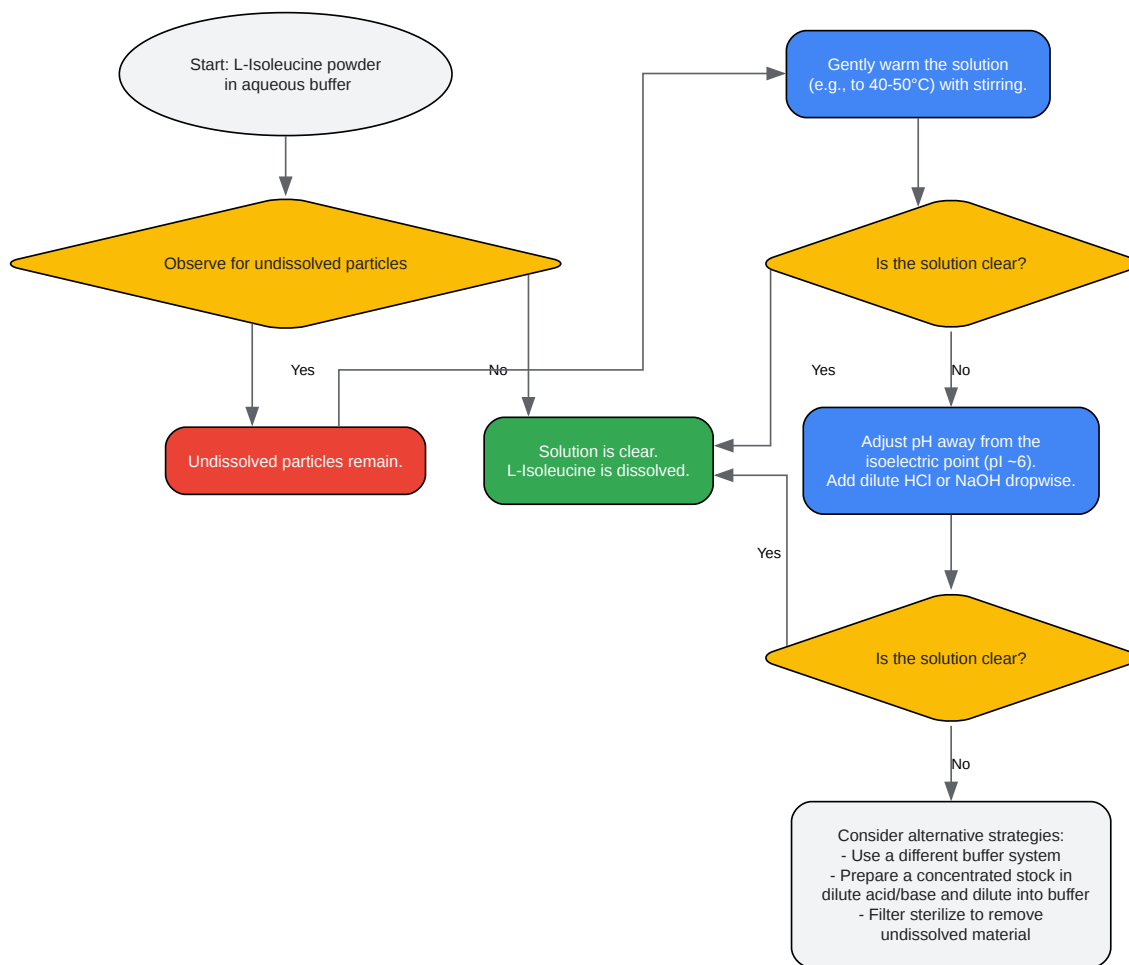 Start: L-Isoleucine powder
in aqueous buffer
Gently warm the solution
(e.g., to 40-50°C) with stirring.
Observe for undissolved particles
Is the solution clear?
Yes
No
Yes
No
Undissolved particles remain.
Solution is clear.
L-Isoleucine is dissolved.
Adjust pH away from the
isoelectric point (pI ~6).
Add dilute HCl or NaOH dropwise.
Yes
Is the solution clear?
No
Consider alternative strategies:
- Use a different buffer system
- Prepare a concentrated stock in
dilute acid/base and dilute into buffer
- Filter sterilize to remove
undissolved material